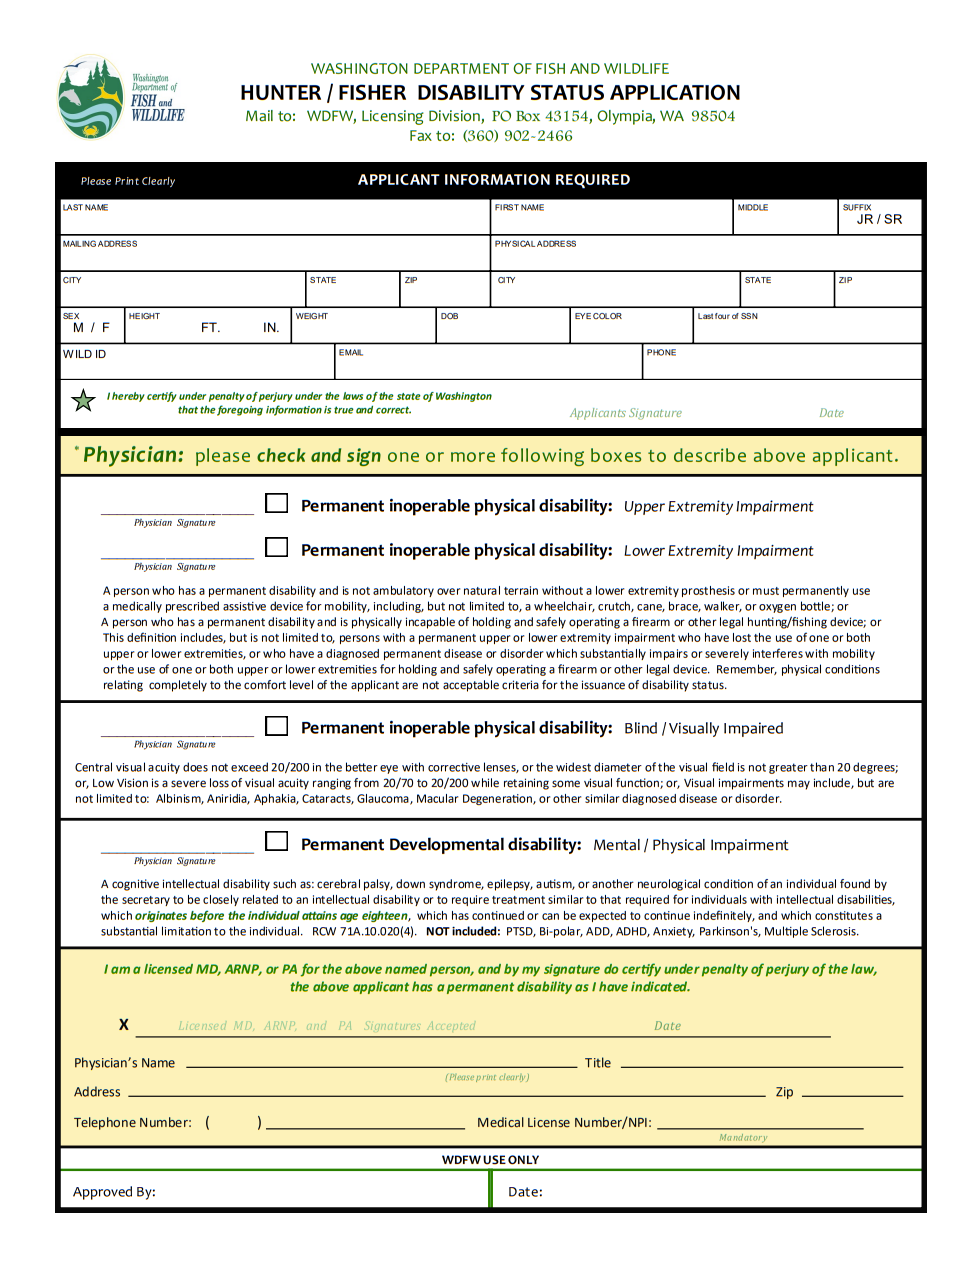 Washington
Department of
FISH and
WILDLIFE
WASHINGTON DEPARTMENT OF FISH AND WILDLIFE
HUNTER / FISHER DISABILITY STATUS APPLICATION
Mail to: WDFW, Licensing Division, PO Box 43154, Olympia, WA 98504
Fax to: (360) 902-2466
Please Print Clearly APPLICANT INFORMATION REQUIRED
LAST NAME FIRST NAME MIDDLE SUFFIX
JR / SR
MAILING ADDRESS PHYSICAL ADDRESS
CITY STATE ZIP CITY STATE ZIP
SEX HEIGHT WEIGHT DOB EYE COLOR Last four of SSN
M / F FT. IN.
WILD ID EMAIL PHONE
I hereby certify under penalty of perjury under the laws of the state of Washington
that the foregoing information is true and correct.
Applicants Signature Date
* Physician: please check and sign one or more following boxes to describe above applicant.
Permanent inoperable physical disability: Upper Extremity Impairment
Physician Signature
Permanent inoperable physical disability: Lower Extremity Impairment
Physician Signature
A person who has a permanent disability and is not ambulatory over natural terrain without a lower extremity prosthesis or must permanently use
a medically prescribed assistive device for mobility, including, but not limited to, a wheelchair, crutch, cane, brace, walker, or oxygen bottle; or
A person who has a permanent disability and is physically incapable of holding and safely operating a firearm or other legal hunting/fishing device; or
This definition includes, but is not limited to, persons with a permanent upper or lower extremity impairment who have lost the use of one or both
upper or lower extremities, or who have a diagnosed permanent disease or disorder which substantially impairs or severely interferes with mobility
or the use of one or both upper or lower extremities for holding and safely operating a firearm or other legal device. Remember, physical conditions
relating completely to the comfort level of the applicant are not acceptable criteria for the issuance of disability status.
Permanent inoperable physical disability: Blind / Visually Impaired
Physician Signature
Central visual acuity does not exceed 20/200 in the better eye with corrective lenses, or the widest diameter of the visual field is not greater than 20 degrees;
or, Low Vision is a severe loss of visual acuity ranging from 20/70 to 20/200 while retaining some visual function; or, Visual impairments may include, but are
not limited to: Albinism, Aniridia, Aphakia, Cataracts, Glaucoma, Macular Degeneration, or other similar diagnosed disease or disorder.
Permanent Developmental disability: Mental / Physical Impairment
Physician Signature
A cognitive intellectual disability such as: cerebral palsy, down syndrome, epilepsy, autism, or another neurological condition of an individual found by
the secretary to be closely related to an intellectual disability or to require treatment similar to that required for individuals with intellectual disabilities,
which originates before the individual attains age eighteen, which has continued or can be expected to continue indefinitely, and which constitutes a
substantial limitation to the individual. RCW 71A.10.020(4). NOT included: PTSD, Bi-polar, ADD, ADHD, Anxiety, Parkinson's, Multiple Sclerosis.
I am a licensed MD, ARNP, or PA for the above named person, and by my signature do certify under penalty of perjury of the law,
the above applicant has a permanent disability as I have indicated.
X Licensed MD, ARNP, and PA Signatures Accepted Date
Physician's Name Title
(Please print clearly)
Address Zip
Telephone Number: ( ) Medical License Number/NPI:
Mandatory
WDFW USE ONLY
Approved By: Date: